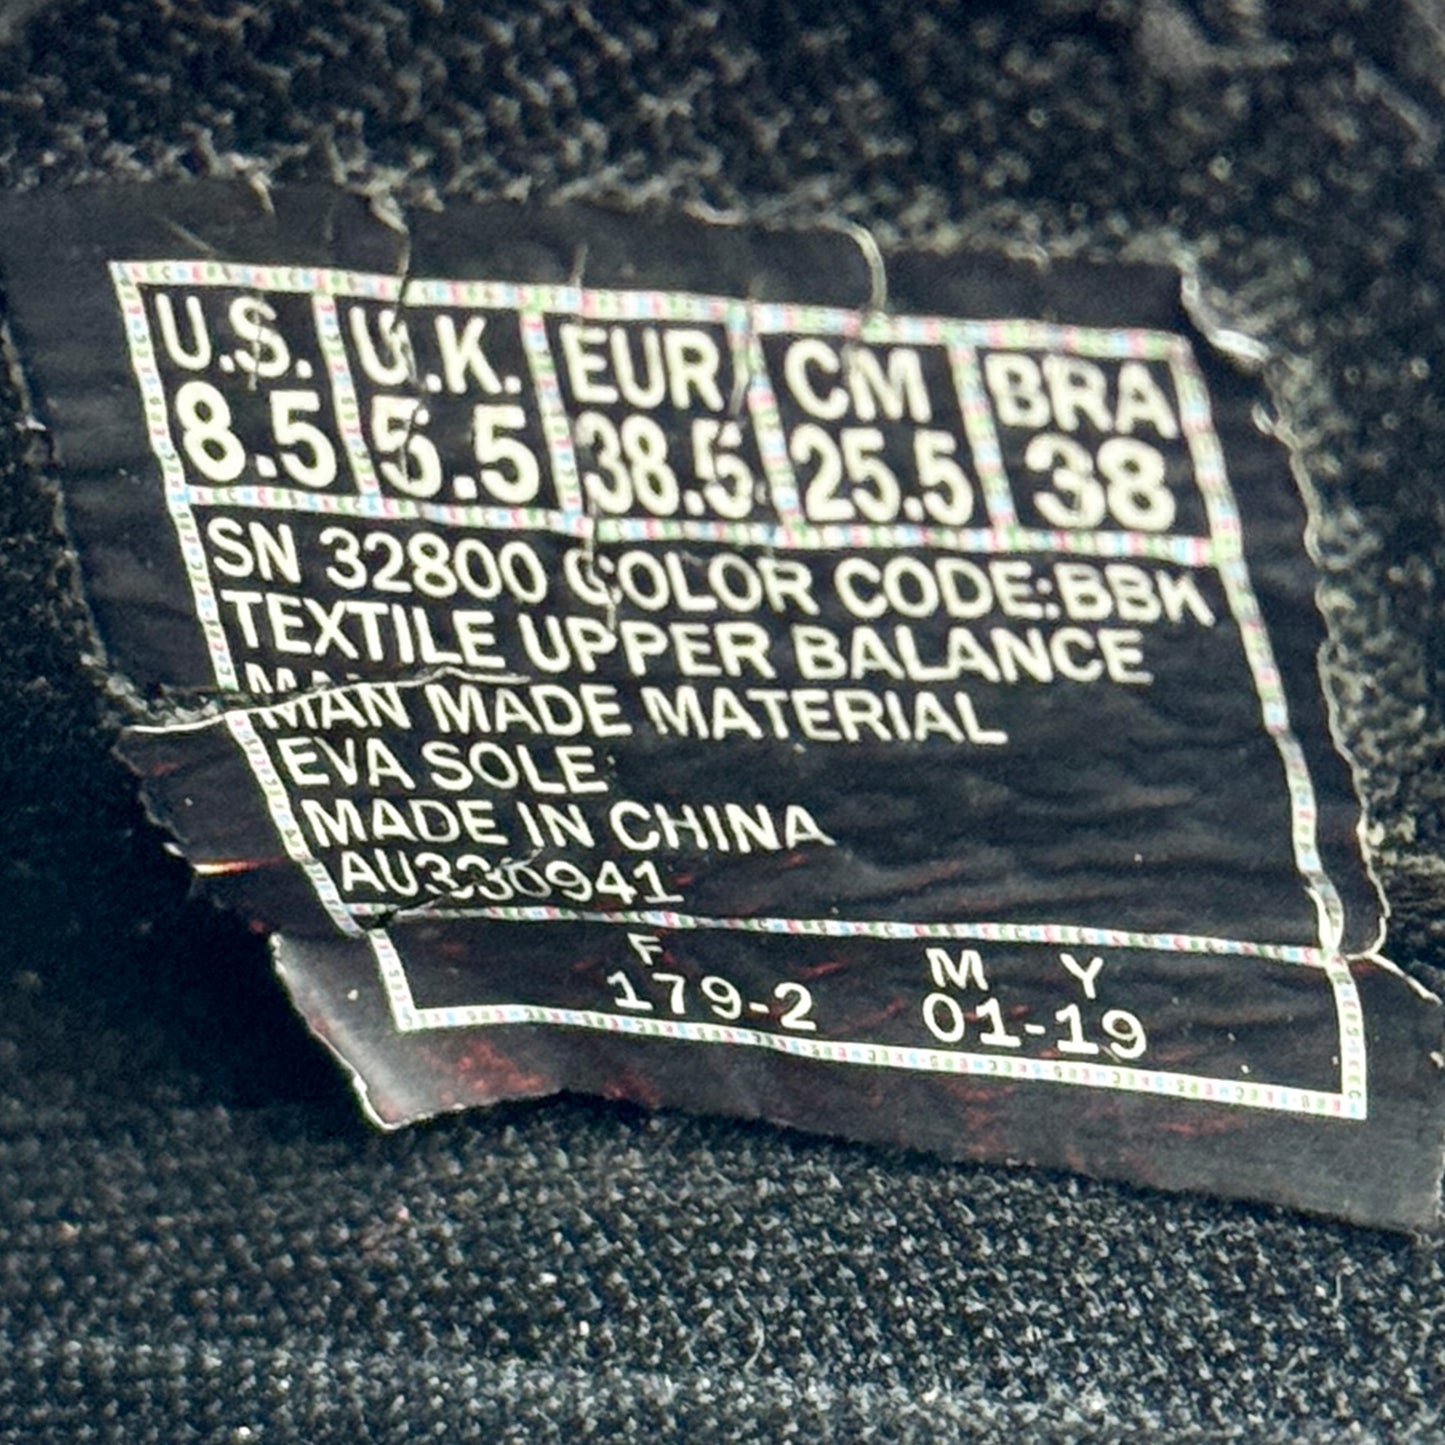 U.S. U.K. EUR CM BRA
8.5 5.5 38.5 25.5 38
SN 32800 COLOR CODE:BBK
TEXTILE UPPER BALANCE
MAN MADE MATERIAL
EVA SOLE
MADE IN CHINA
AU330941
F M Y
179-2 01-19